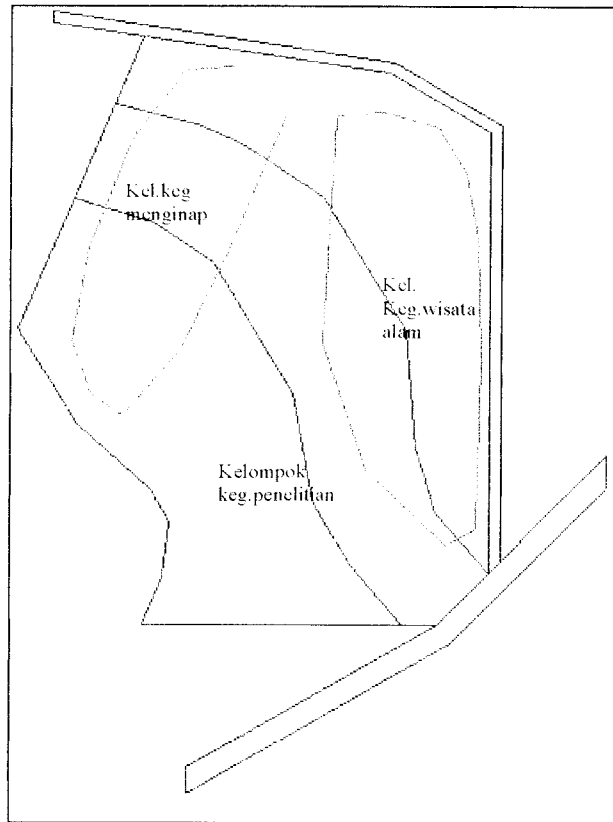 Kel.keg
menginap
Kel.
Keg.wisata
alam
Kelompok
keg.penelitian